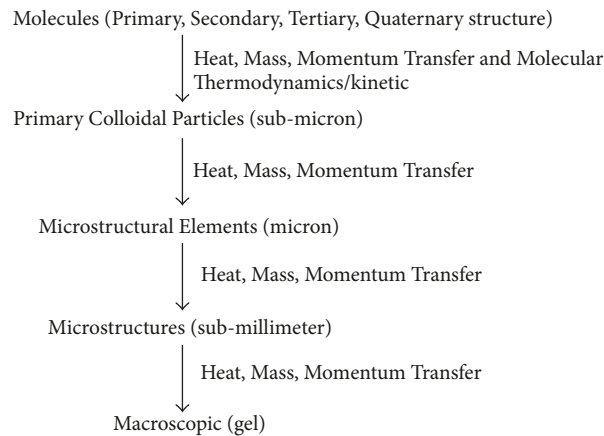 Molecules (Primary, Secondary, Tertiary, Quaternary structure)
Heat, Mass, Momentum Transfer and Molecular
Thermodynamics/kinetic
Primary Colloidal Particles (sub-micron)
Heat, Mass, Momentum Transfer
Microstructural Elements (micron)
Heat, Mass, Momentum Transfer
Microstructures (sub-millimeter)
Heat, Mass, Momentum Transfer
Macroscopic (gel)